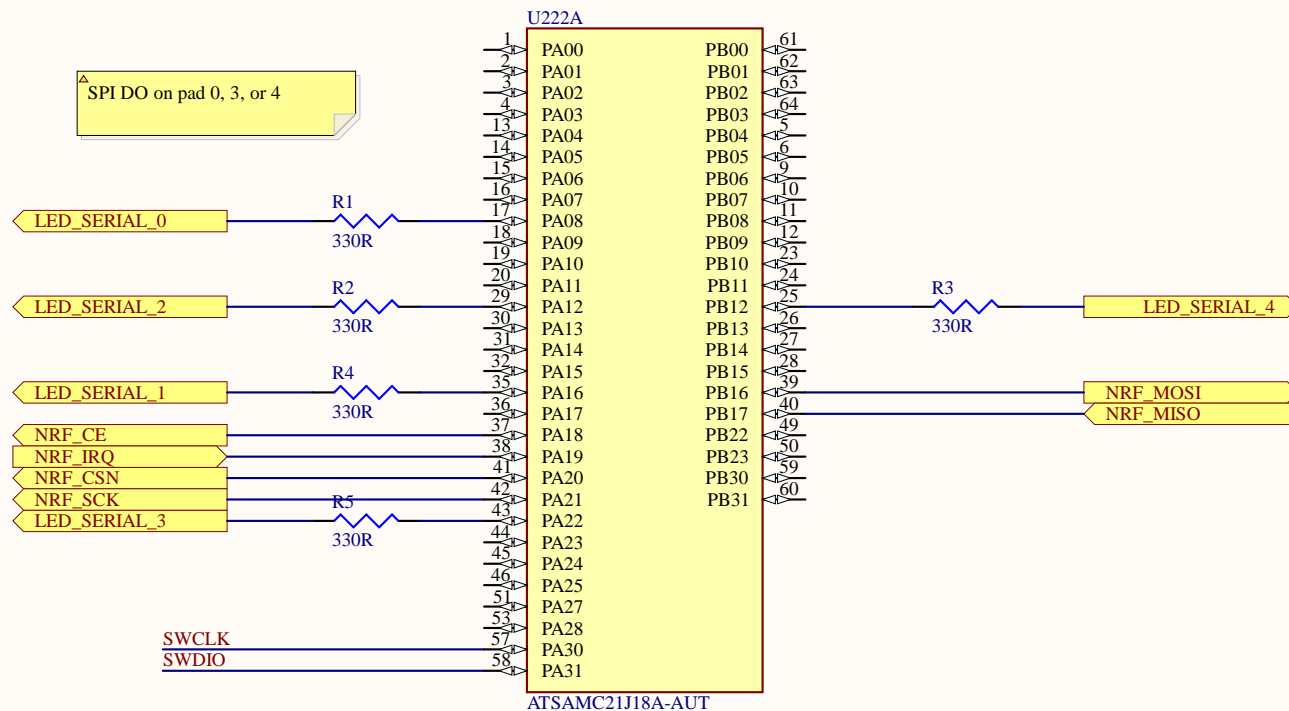 U222A
SPI DO on pad 0, 3, or 4
1 PA00 PB00 61
2 PA01 PB01 62
3 PA02 PB02 63
4 PA03 PB03 64
13 PA04 PB04 5
14 PA05 PB05 6
15 PA06 PB06 9
16 PA07 PB07 10
R1
LED_SERIAL_0 17 PA08 PB08 11
330R
18 PA09 PB09 12
19 PA10 PB10 23
20 PA11 PB11 24
R2 R3
LED_SERIAL_2 29 PA12 PB12 25 LED_SERIAL_4
330R 330R
30 PA13 PB13 26
31 PA14 PB14 27
32 PA15 PB15 28
R4
LED_SERIAL_1 35 PA16 PB16 39 NRF_MOSI
330R
36 PA17 PB17 40 NRF_MISO
NRF_CE 37 PA18 PB22 49
NRF_IRQ 38 PA19 PB23 50
NRF_CSN 41 PA20 PB30 59
NRF_SCK 42 PA21 PB31 60
R5
LED_SERIAL_3 43 PA22
330R
44 PA23
45 PA24
46 PA25
51 PA27
53 PA28
SWCLK 57 PA30
SWDIO 58 PA31
ATSAMC21J18A-AUT